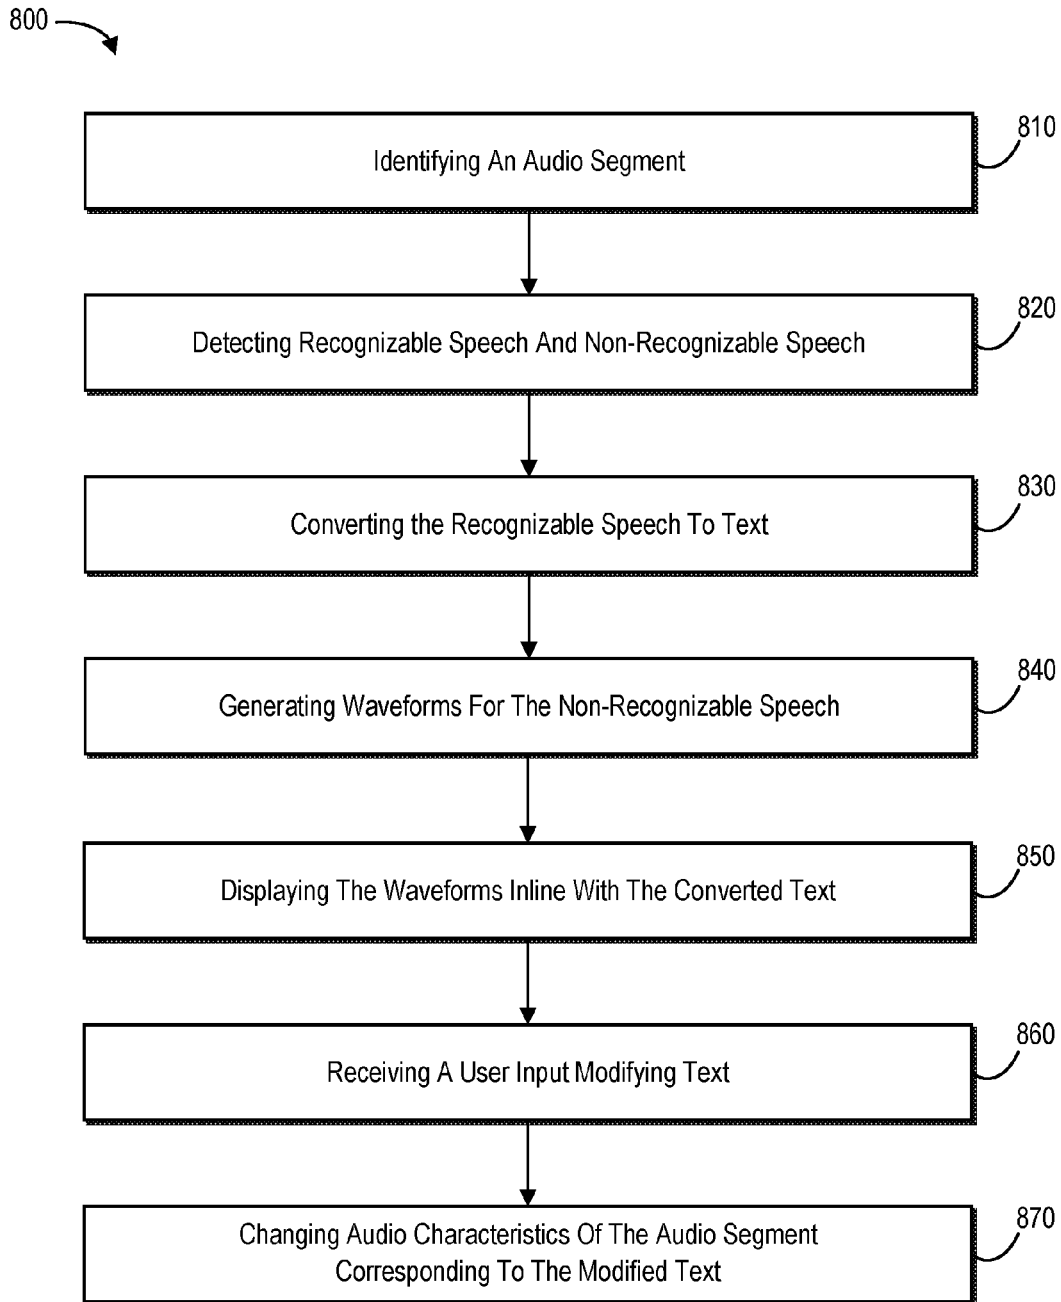 800
810
Identifying An Audio Segment
820
Detecting Recognizable Speech And Non-Recognizable Speech
830
Converting the Recognizable Speech To Text
840
Generating Waveforms For The Non-Recognizable Speech
850
Displaying The Waveforms Inline With The Converted Text
860
Receiving A User Input Modifying Text
870
Changing Audio Characteristics Of The Audio Segment
Corresponding To The Modified Text